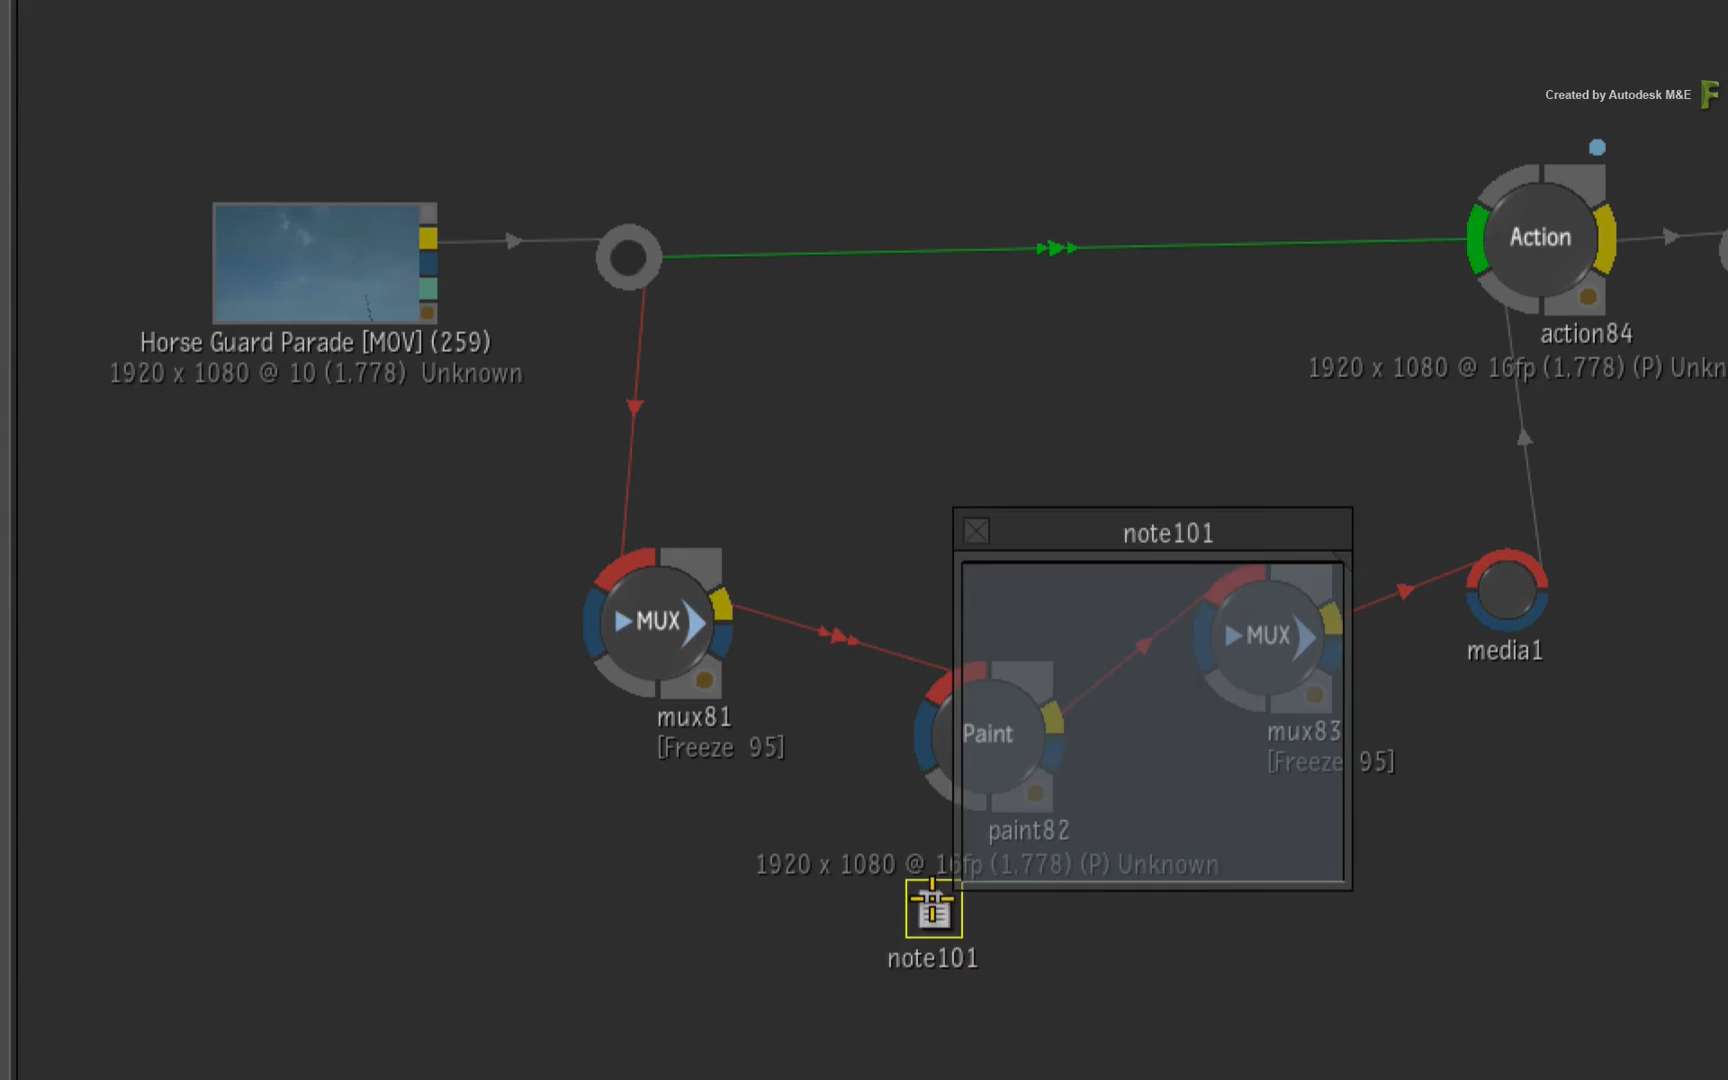 Created by Autodesk M&E
Action
action84
1920 x 1080 @ 16fp (1.778) (P) Unkn
Horse Guard Parade [MOV] (259)
1920 x 1080 @ 10 (1.778) Unknown
note101
MUX
mux81
[Freeze 95]
MUX
mux83
[Freeze 95]
media1
Paint
paint82
1920 x 1080 @ 16fp (1.778) (P) Unknown
note101